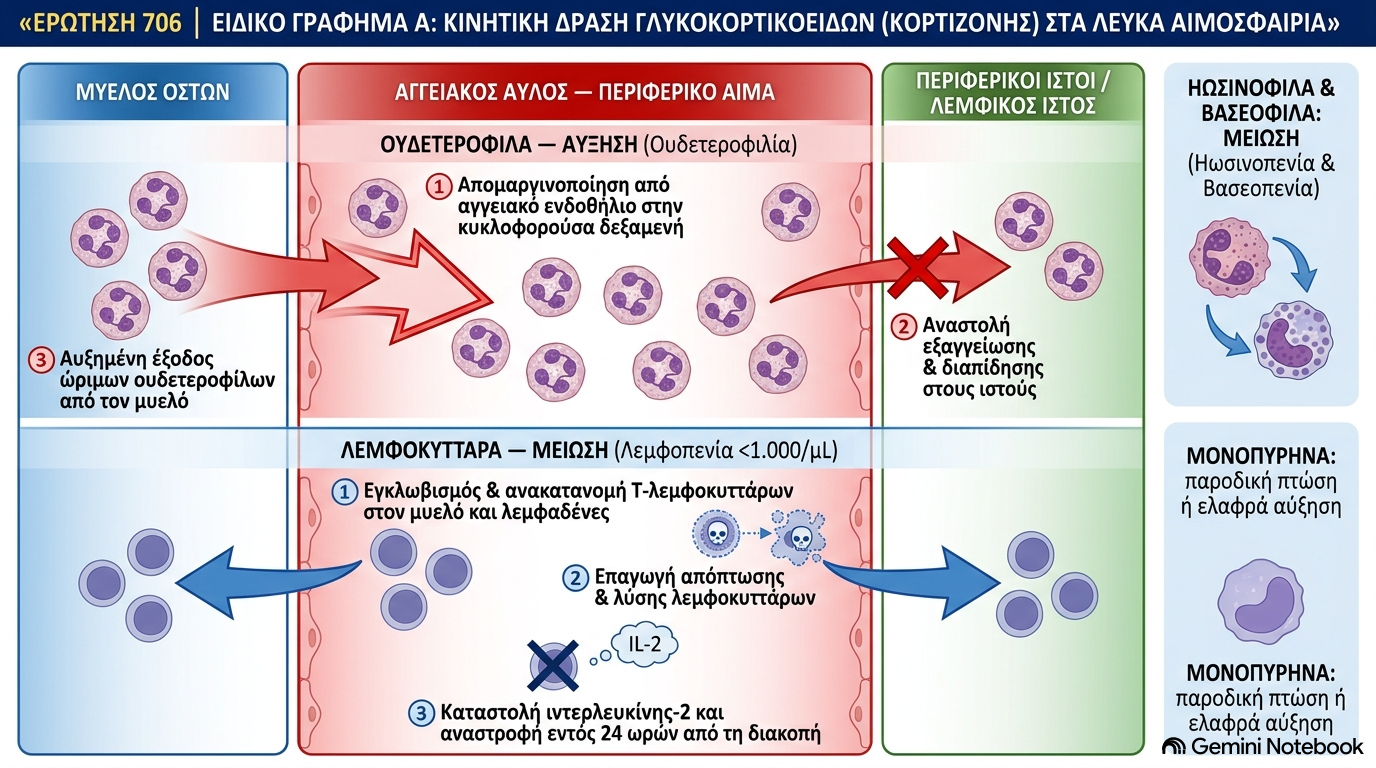 «ΕΡΩΤΗΣΗ 706 | ΕΙΔΙΚΟ ΓΡΑΦΗΜΑ Α: ΚΙΝΗΤΙΚΗ ΔΡΑΣΗ ΓΛΥΚΟΚΟΡΤΙΚΟΕΙΔΩΝ (ΚΟΡΤΙΖΟΝΗΣ) ΣΤΑ ΛΕΥΚΑ ΑΙΜΟΣΦΑΙΡΙΑ»
ΜΥΕΛΟΣ ΟΣΤΩΝ
ΑΓΓΕΙΑΚΟΣ ΑΥΛΟΣ — ΠΕΡΙΦΕΡΙΚΟ ΑΙΜΑ
ΠΕΡΙΦΕΡΙΚΟΙ ΙΣΤΟΙ /
ΛΕΜΦΙΚΟΣ ΙΣΤΟΣ
ΟΥΔΕΤΕΡΟΦΙΛΑ — ΑΥΞΗΣΗ (Ουδετεροφιλία)
1 Απομαργινοποίηση από
αγγειακό ενδοθήλιο στην
κυκλοφορούσα δεξαμενή
2 Αναστολή
εξαγγείωσης
& διαπίδησης
στους ιστούς
3 Αυξημένη έξοδος
ώριμων ουδετεροφίλων
από τον μυελό
ΛΕΜΦΟΚΥΤΤΑΡΑ — ΜΕΙΩΣΗ (Λεμφοπενία <1.000/μL)
1 Εγκλωβισμός & ανακατανομή Τ-λεμφοκυττάρων
στον μυελό και λεμφαδένες
2 Επαγωγή απόπτωσης
& λύσης λεμφοκυττάρων
IL-2
3 Καταστολή ιντερλευκίνης-2 και
αναστροφή εντός 24 ωρών από τη διακοπή
ΗΩΣΙΝΟΦΙΛΑ &
ΒΑΣΕΟΦΙΛΑ:
ΜΕΙΩΣΗ
(Ηωσινοπενία &
Βασεοπενία)
ΜΟΝΟΠΥΡΗΝΑ:
παροδική πτώση
ή ελαφρά αύξηση
ΜΟΝΟΠΥΡΗΝΑ:
παροδική πτώση ή
ελαφρά αύξηση
Gemini Notebook